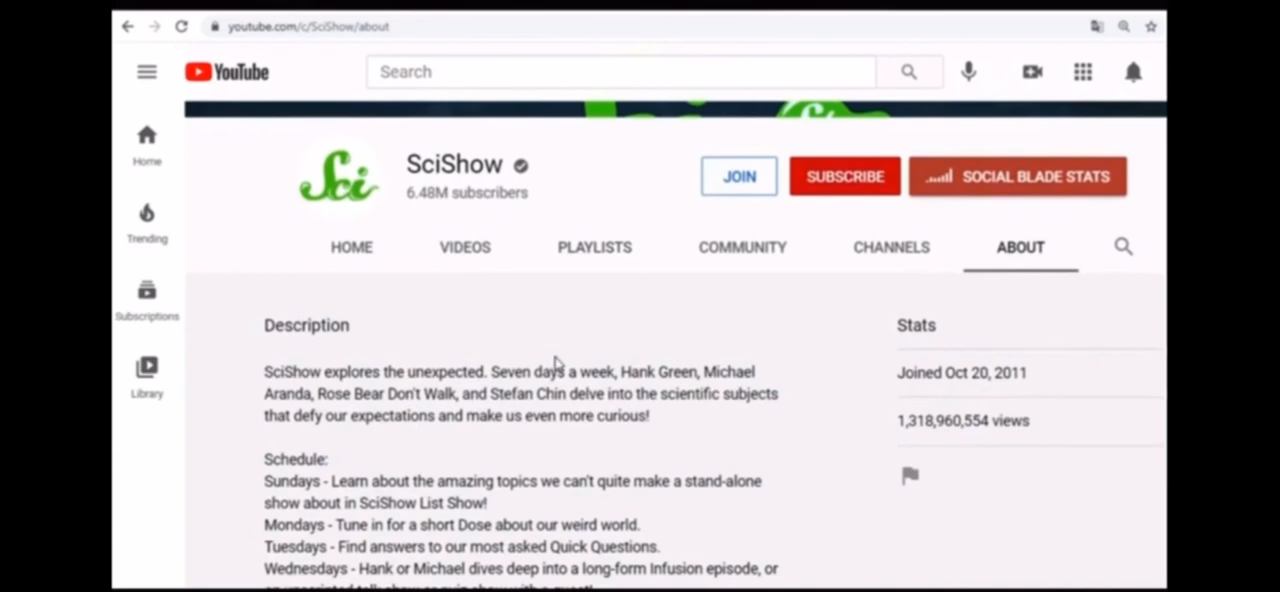 youtube.com/c/SciShow/about
YouTube
Search
Home
Trending
Subscriptions
Library
Sci
SciShow
6.48M subscribers
JOIN
SUBSCRIBE
SOCIAL BLADE STATS
HOME
VIDEOS
PLAYLISTS
COMMUNITY
CHANNELS
ABOUT
Description
SciShow explores the unexpected. Seven days a week, Hank Green, Michael
Aranda, Rose Bear Don't Walk, and Stefan Chin delve into the scientific subjects
that defy our expectations and make us even more curious!
Schedule:
Sundays - Learn about the amazing topics we can't quite make a stand-alone
show about in SciShow List Show!
Mondays - Tune in for a short Dose about our weird world.
Tuesdays - Find answers to our most asked Quick Questions.
Wednesdays - Hank or Michael dives deep into a long-form Infusion episode, or
Stats
Joined Oct 20, 2011
1,318,960,554 views